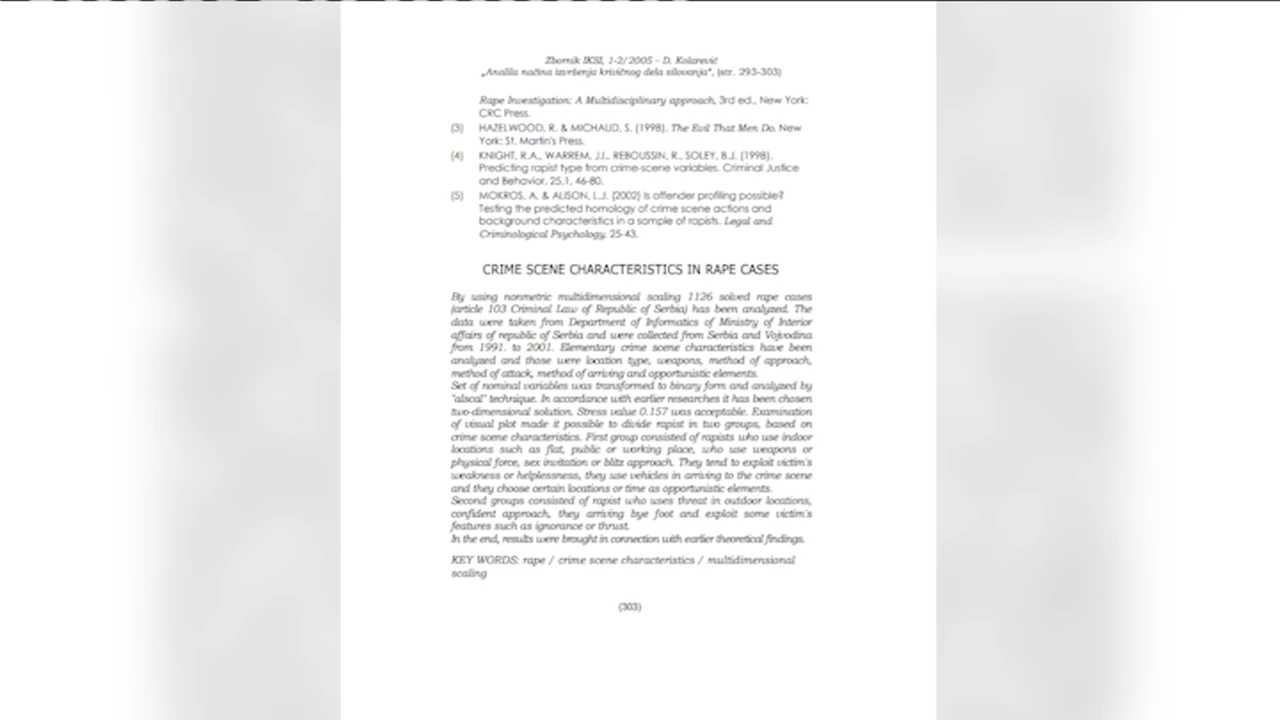 Zbornik IKSI, 1-2/2005 – D. Kolarević
„Analiia načina izvršenja krivičnog dela silovanja“, (str. 293-303)
Rape Investigation: A Multidisciplinary approach, 3rd ed., New York:
CRC Press.
(3) HAZELWOOD, R. & MICHAUD, S. (1998). The Evil That Men Do. New
York: St. Martin's Press.
(4) KNIGHT, R.A., WARREM, J.I., REBOUSSIN, R., SOLEY, B.J. (1998).
Predicting rapist type from crime-scene variables. Criminal Justice
and Behavior, 25,1, 46-80.
(5) MOKROS, A. & ALISON, L.J. (2002) Is offender profiling possible?
Testing the predicted homology of crime scene actions and
background characteristics in a sample of rapists. Legal and
Criminological Psychology, 25-43.
CRIME SCENE CHARACTERISTICS IN RAPE CASES
By using nonmetric multidimensional scaling 1126 solved rape cases
(article 103 Criminal Law of Republic of Serbia) has been analyzed. The
data were taken from Department of Informatics of Ministry of Interior
affairs of republic of Serbia and were collected from Serbia and Vojvodina
from 1991. to 2001. Elementary crime scene characteristics have been
analyzed and those were location type, weapons, method of approach,
method of attack, method of arriving and opportunistic elements.
Set of nominal variables was transformed to binary form and analyzed by
"alscal" technique. In accordance with earlier researches it has been chosen
two-dimensional solution. Stress value 0.157 was acceptable. Examination
of visual plot made it possible to divide rapist in two groups, based on
crime scene characteristics. First group consisted of rapists who use indoor
locations such as flat, public or working place, who use weapons or
physical force, sex invitation or blitz approach. They tend to exploit victim's
weakness or helplessness, they use vehicles in arriving to the crime scene
and they choose certain locations or time as opportunistic elements.
Second groups consisted of rapist who uses threat in outdoor locations,
confident approach, they arriving bye foot and exploit some victim's
features such as ignorance or thrust.
In the end, results were brought in connection with earlier theoretical findings.
KEY WORDS: rape / crime scene characteristics / multidimensional
scaling
(303)